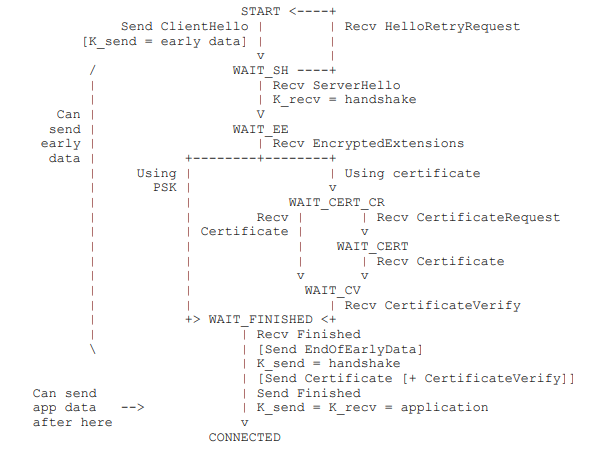 START <----+
               Send ClientHello |        | Recv HelloRetryRequest
          [K_send = early data] |        |
                                v        |
           /                 WAIT_SH ----+
           |                    | Recv ServerHello
           |                    | K_recv = handshake
       Can |                    V
      send |                 WAIT_EE
     early |                    | Recv EncryptedExtensions
      data |           +--------+--------+
           |     Using |                 | Using certificate
           |       PSK |                 v
           |           |            WAIT_CERT_CR
           |           |        Recv |       | Recv CertificateRequest
           |           | Certificate |       v
           |           |             |    WAIT_CERT
           |           |             |       | Recv Certificate
           |           |             v       v
           |           |              WAIT_CV
           |           |                 | Recv CertificateVerify
           |           +> WAIT_FINISHED <+
           |                  | Recv Finished
           \                  | [Send EndOfEarlyData]
                              | K_send = handshake
                              | [Send Certificate [+ CertificateVerify]]
    Can send                  | Send Finished
    app data   -->            | K_send = K_recv = application
    after here                v
                          CONNECTED